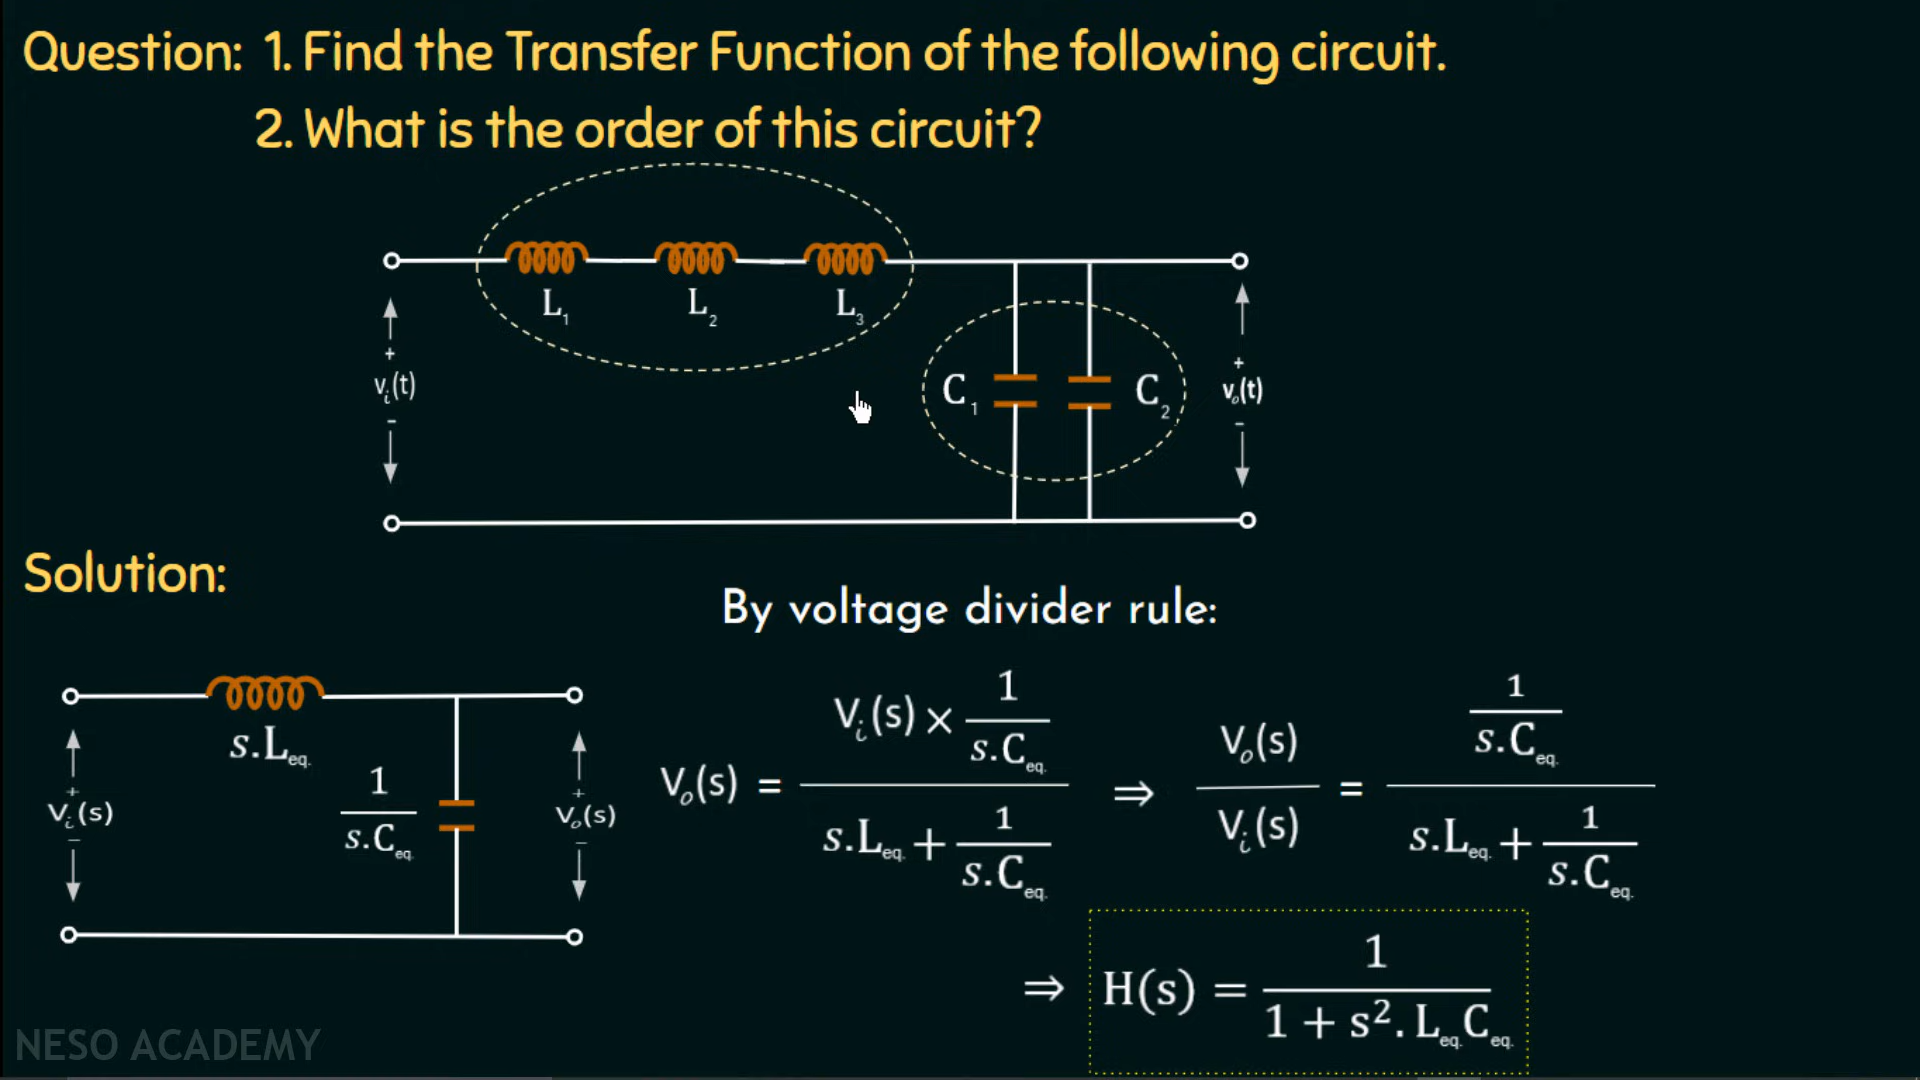 Question: 1. Find the Transfer Function of the following circuit.
2. What is the order of this circuit?
L₁ L₂ L₃
+
vᵢ(t)
-
C₁ C₂
+
vₒ(t)
-
Solution:
By voltage divider rule:
s.Leq.
1/s.Ceq.
+
Vᵢ(s)
-
+
Vₒ(s)
-
Vₒ(s) = (Vᵢ(s) × 1/s.Ceq.) / (s.Leq. + 1/s.Ceq.) ⇒ Vₒ(s)/Vᵢ(s) = (1/s.Ceq.) / (s.Leq. + 1/s.Ceq.)
⇒ H(s) = 1 / (1 + s². Leq.Ceq.)
NESO ACADEMY